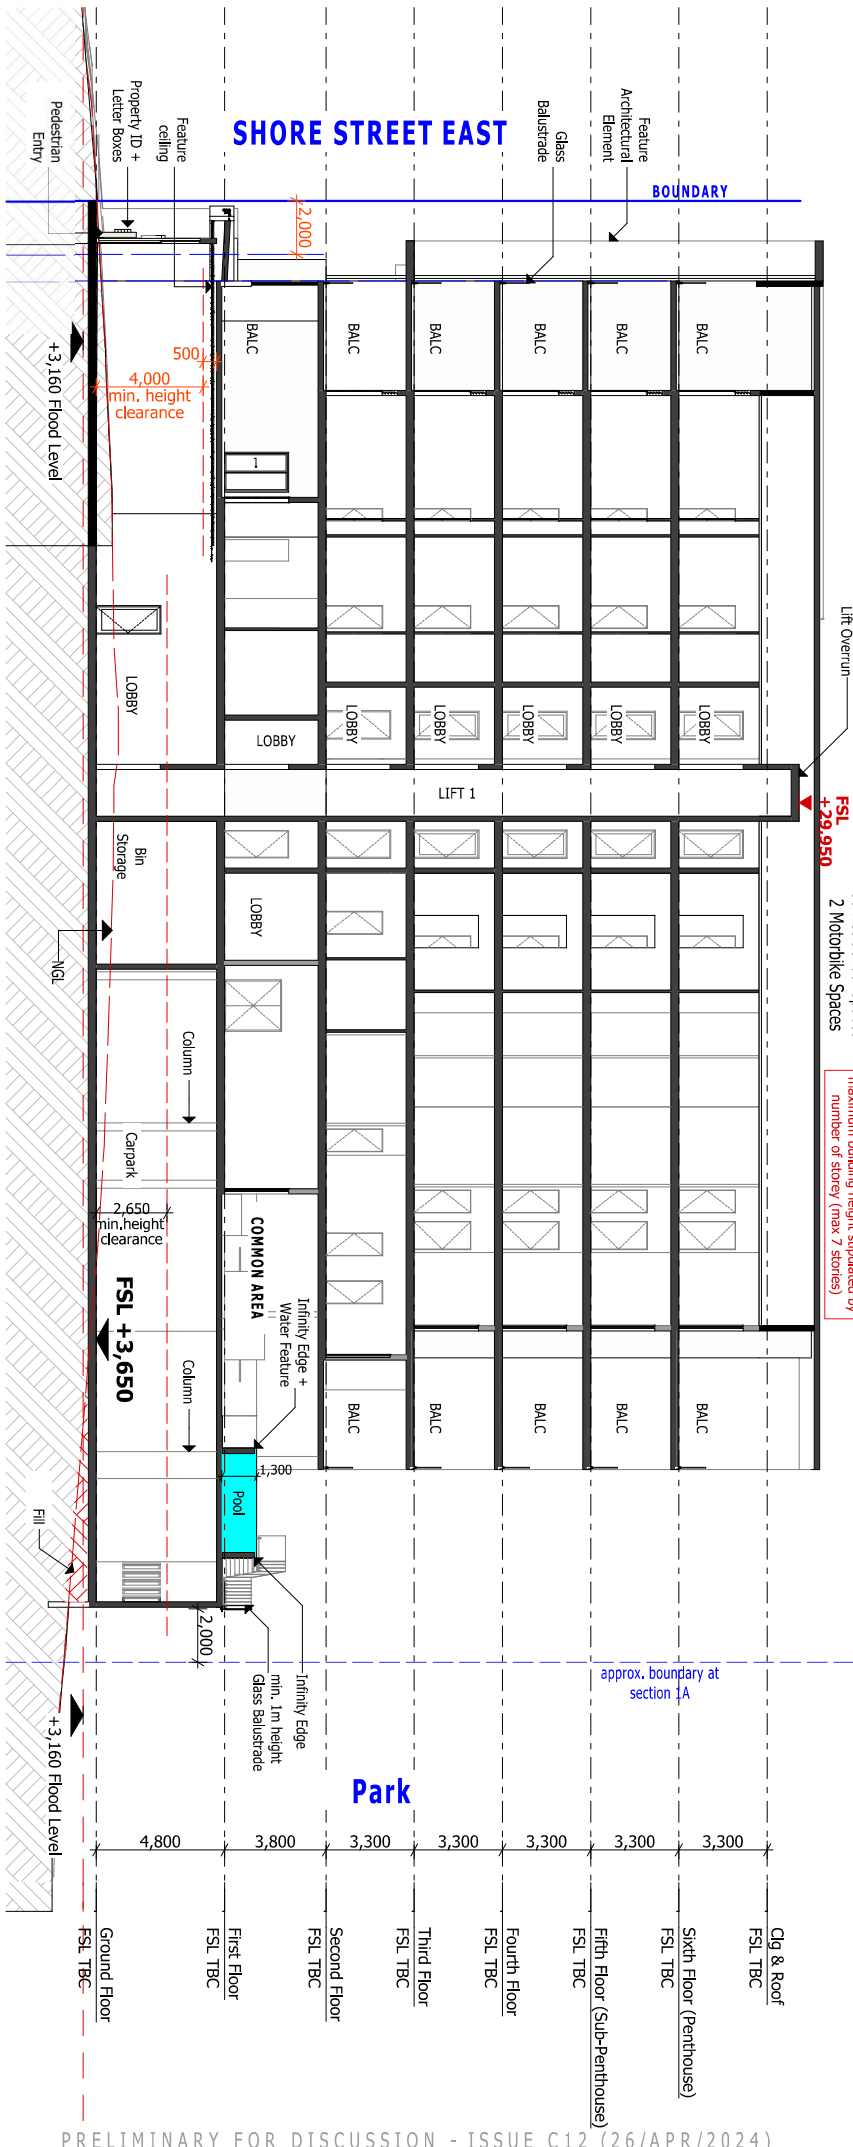 SHORE STREET EAST
BOUNDARY
Pedestrian
Entry
Property ID +
Letter Boxes
Feature
ceiling
Glass
Balustrade
Feature
Architectural
Element
2,000
+3,160 Flood Level
500
4,000
min. height
clearance
BALC
BALC
BALC
BALC
BALC
BALC
Lift Overrun
LOBBY
LOBBY
LOBBY
LOBBY
LOBBY
LOBBY
LOBBY
LIFT 1
FSL
+29,950
Bin
Storage
LOBBY
NGL
2 Motorbike Spaces
maximum building height stipulated by
number of storey (max 7 stories)
Column
Carpark
2,650
min.height
clearance
COMMON AREA
FSL +3,650
Infinity Edge +
Water Feature
Column
BALC
BALC
BALC
BALC
BALC
1,300
Pool
Fill
2,000
Infinity Edge
min. 1m height
Glass Balustrade
approx. boundary at
section 1A
+3,160 Flood Level
Park
4,800
3,800
3,300
3,300
3,300
3,300
3,300
Ground Floor
FSL TBC
First Floor
FSL TBC
Second Floor
FSL TBC
Third Floor
FSL TBC
Fourth Floor
FSL TBC
Fifth Floor (Sub-Penthouse)
FSL TBC
Sixth Floor (Penthouse)
FSL TBC
Clg & Roof
FSL TBC
PRELIMINARY FOR DISCUSSION - ISSUE C12 (26/APR/2024)